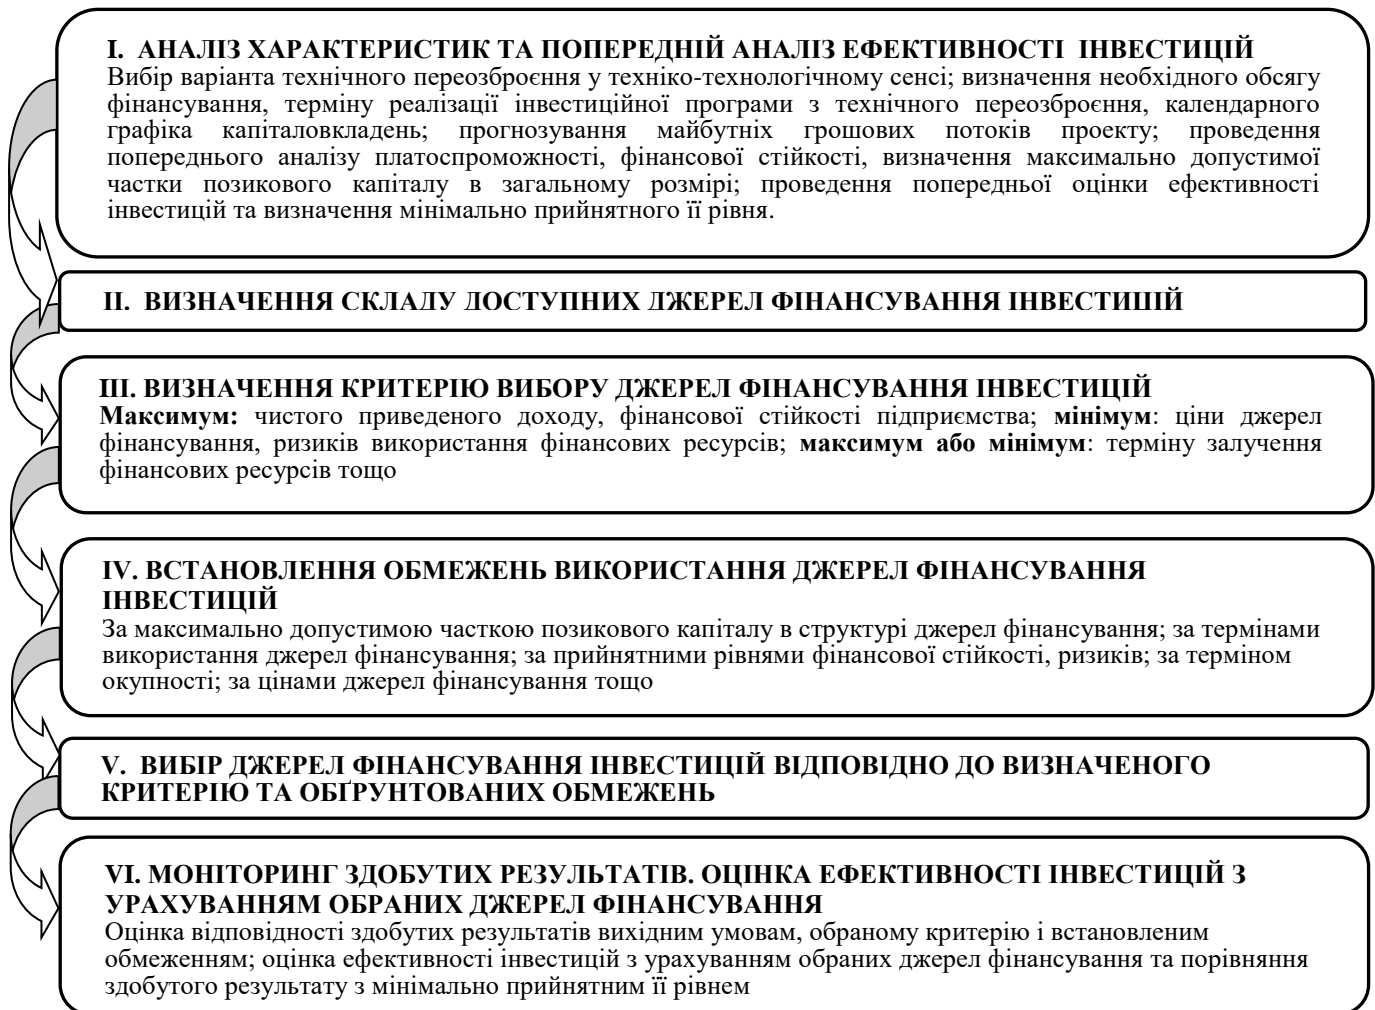 I. АНАЛІЗ ХАРАКТЕРИСТИК ТА ПОПЕРЕДНІЙ АНАЛІЗ ЕФЕКТИВНОСТІ ІНВЕСТИЦІЙ
Вибір варіанта технічного переозброєння у техніко-технологічному сенсі; визначення необхідного обсягу
фінансування, терміну реалізації інвестиційної програми з технічного переозброєння, календарного
графіка капіталовкладень; прогнозування майбутніх грошових потоків проекту; проведення
попереднього аналізу платоспроможності, фінансової стійкості, визначення максимально допустимої
частки позикового капіталу в загальному розмірі; проведення попередньої оцінки ефективності
інвестицій та визначення мінімально прийнятного її рівня.
II. ВИЗНАЧЕННЯ СКЛАДУ ДОСТУПНИХ ДЖЕРЕЛ ФІНАНСУВАННЯ ІНВЕСТИЦІЙ
III. ВИЗНАЧЕННЯ КРИТЕРІЮ ВИБОРУ ДЖЕРЕЛ ФІНАНСУВАННЯ ІНВЕСТИЦІЙ
Максимум: чистого приведеного доходу, фінансової стійкості підприємства; мінімум: ціни джерел
фінансування, ризиків використання фінансових ресурсів; максимум або мінімум: терміну залучення
фінансових ресурсів тощо
IV. ВСТАНОВЛЕННЯ ОБМЕЖЕНЬ ВИКОРИСТАННЯ ДЖЕРЕЛ ФІНАНСУВАННЯ
ІНВЕСТИЦІЙ
За максимально допустимою часткою позикового капіталу в структурі джерел фінансування; за термінами
використання джерел фінансування; за прийнятними рівнями фінансової стійкості, ризиків; за терміном
окупності; за цінами джерел фінансування тощо
V. ВИБІР ДЖЕРЕЛ ФІНАНСУВАННЯ ІНВЕСТИЦІЙ ВІДПОВІДНО ДО ВИЗНАЧЕНОГО
КРИТЕРІЮ ТА ОБҐРУНТОВАНИХ ОБМЕЖЕНЬ
VI. МОНІТОРИНГ ЗДОБУТИХ РЕЗУЛЬТАТІВ. ОЦІНКА ЕФЕКТИВНОСТІ ІНВЕСТИЦІЙ З
УРАХУВАННЯМ ОБРАНИХ ДЖЕРЕЛ ФІНАНСУВАННЯ
Оцінка відповідності здобутих результатів вихідним умовам, обраному критерію і встановленим
обмеженням; оцінка ефективності інвестицій з урахуванням обраних джерел фінансування та порівняння
здобутого результату з мінімально прийнятним її рівнем